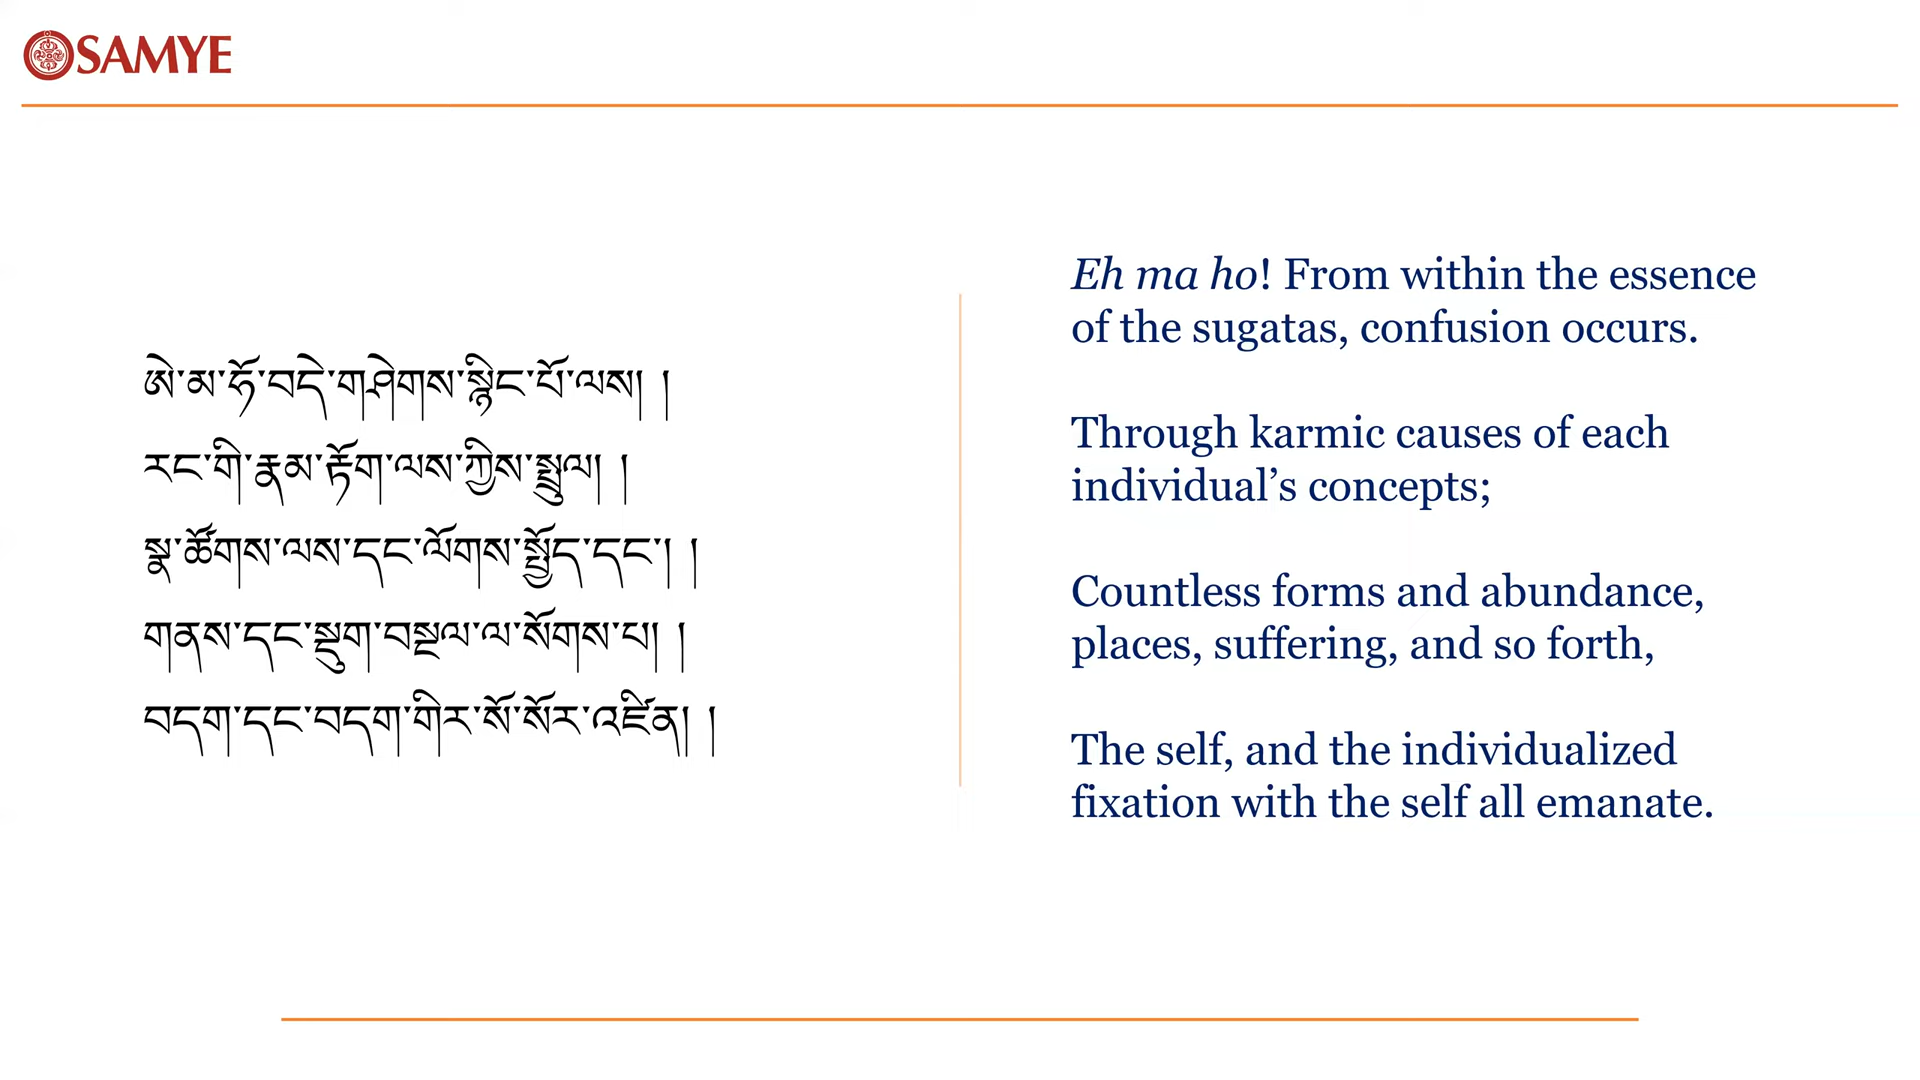 SAMYE
ཨེ་མ་ཧོ་བདེ་གཤེགས་སྙིང་པོ་ལས། །
རང་གི་རྣམ་རྟོག་ལས་ཀྱིས་སྤྲུལ། །
སྣ་ཚོགས་ལས་དང་ལོགས་སྤྱོད་དང་། །
གནས་དང་སྡུག་བསྔལ་ལ་སོགས་པ། །
བདག་དང་བདག་གིར་སོ་སོར་འཛིན། །
Eh ma ho! From within the essence
of the sugatas, confusion occurs.
Through karmic causes of each
individual’s concepts;
Countless forms and abundance,
places, suffering, and so forth,
The self, and the individualized
fixation with the self all emanate.